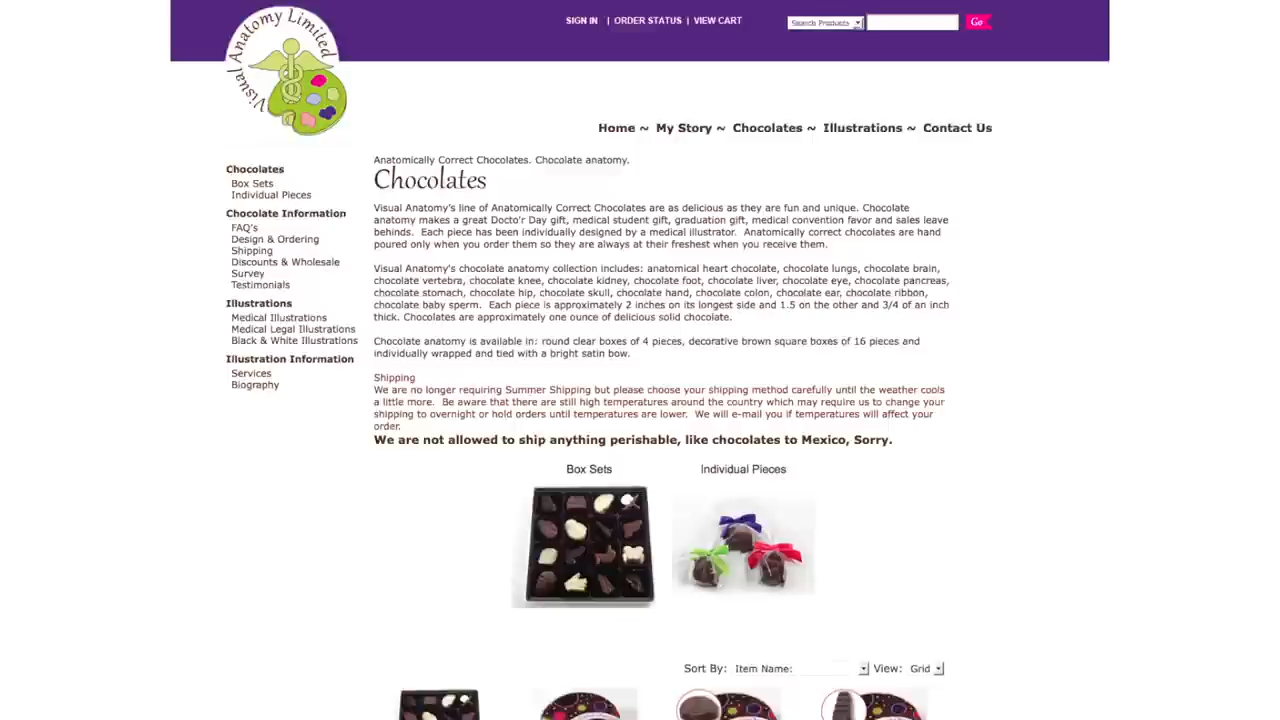 Visual Anatomy Limited
SIGN IN | ORDER STATUS | VIEW CART
Search Products
Go
Home ~ My Story ~ Chocolates ~ Illustrations ~ Contact Us
Chocolates
Box Sets
Individual Pieces
Chocolate Information
FAQ's
Design & Ordering
Shipping
Discounts & Wholesale
Survey
Testimonials
Illustrations
Medical Illustrations
Medical Legal Illustrations
Black & White Illustrations
Illustration Information
Services
Biography
Anatomically Correct Chocolates. Chocolate anatomy.
Chocolates
Visual Anatomy's line of Anatomically Correct Chocolates are as delicious as they are fun and unique. Chocolate
anatomy makes a great Docto'r Day gift, medical student gift, graduation gift, medical convention favor and sales leave
behinds. Each piece has been individually designed by a medical illustrator. Anatomically correct chocolates are hand
poured only when you order them so they are always at their freshest when you receive them.
Visual Anatomy's chocolate anatomy collection includes: anatomical heart chocolate, chocolate lungs, chocolate brain,
chocolate vertebra, chocolate knee, chocolate kidney, chocolate foot, chocolate liver, chocolate eye, chocolate pancreas,
chocolate stomach, chocolate hip, chocolate skull, chocolate hand, chocolate colon, chocolate ear, chocolate ribbon,
chocolate baby sperm. Each piece is approximately 2 inches on its longest side and 1.5 on the other and 3/4 of an inch
thick. Chocolates are approximately one ounce of delicious solid chocolate.
Chocolate anatomy is available in: round clear boxes of 4 pieces, decorative brown square boxes of 16 pieces and
individually wrapped and tied with a bright satin bow.
Shipping
We are no longer requiring Summer Shipping but please choose your shipping method carefully until the weather cools
a little more. Be aware that there are still high temperatures around the country which may require us to change your
shipping to overnight or hold orders until temperatures are lower. We will e-mail you if temperatures will affect your
order.
We are not allowed to ship anything perishable, like chocolates to Mexico, Sorry.
Box Sets Individual Pieces
Sort By: Item Name: View: Grid